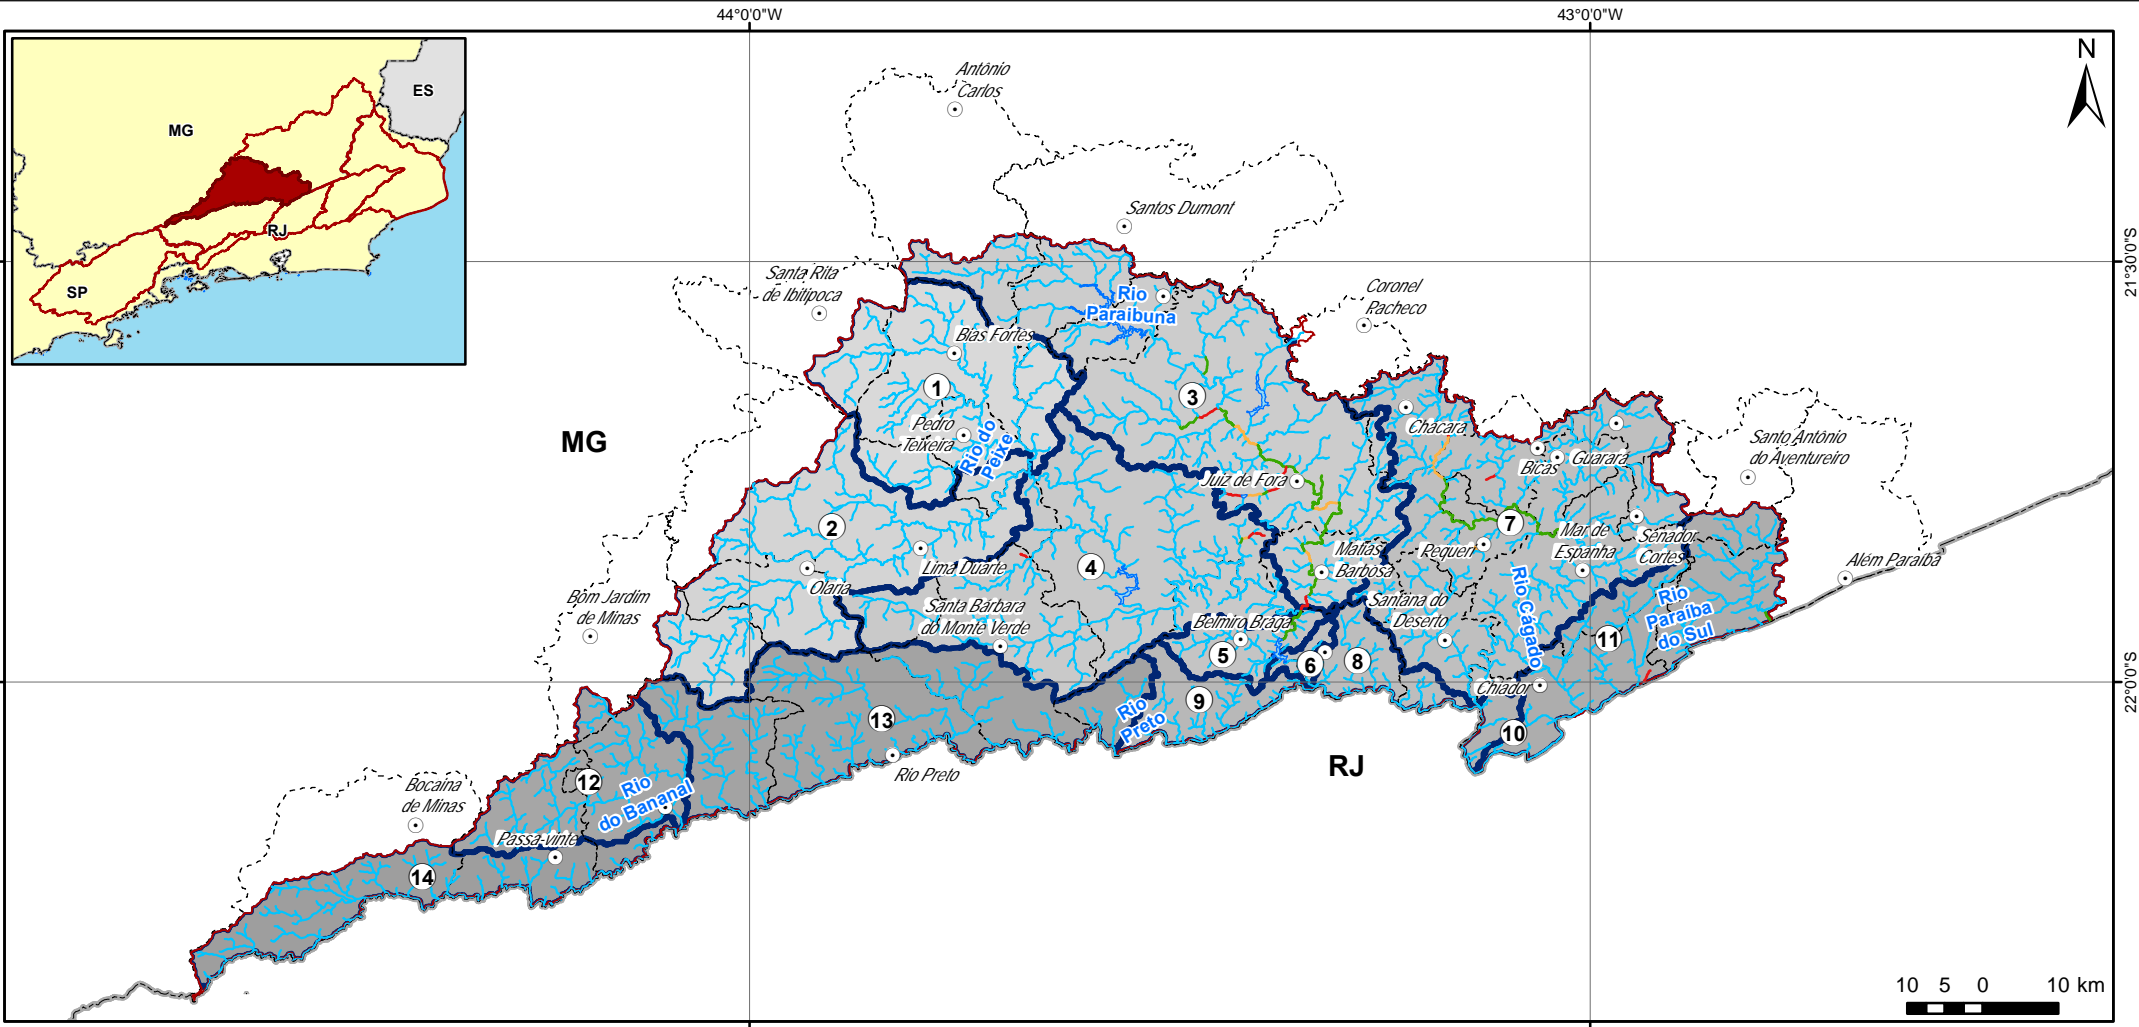 44°0'0"W
43°0'0"W
N
ES
MG
RJ
SP
Antônio
Carlos
Santos Dumont
21°30'0"S
Santa Rita
de Ibitipoca
Coronel
Pacheco
Rio
Paraibuna
Bias Fortes
1
3
Pedro
Teixeira
Rio do
Peixe
Chácara
MG
Bicas
Guarará
Santo Antônio
do Aventureiro
Juiz de Fora
2
7
Mar de
Espanha
Senador
Cortes
Pequeri
Matias
Barbosa
Lima Duarte
4
Olaria
Além Paraíba
Bom Jardim
de Minas
Santa Bárbara
do Monte Verde
Belmiro Braga
Santana do
Deserto
Rio Cágado
Rio
Paraíba
do Sul
11
5
6
8
22°0'0"S
Chiador
9
Rio
Preto
13
10
RJ
Rio Preto
12
Rio
do Bananal
Bocaina
de Minas
Passa-vinte
14
10 5 0 10 km